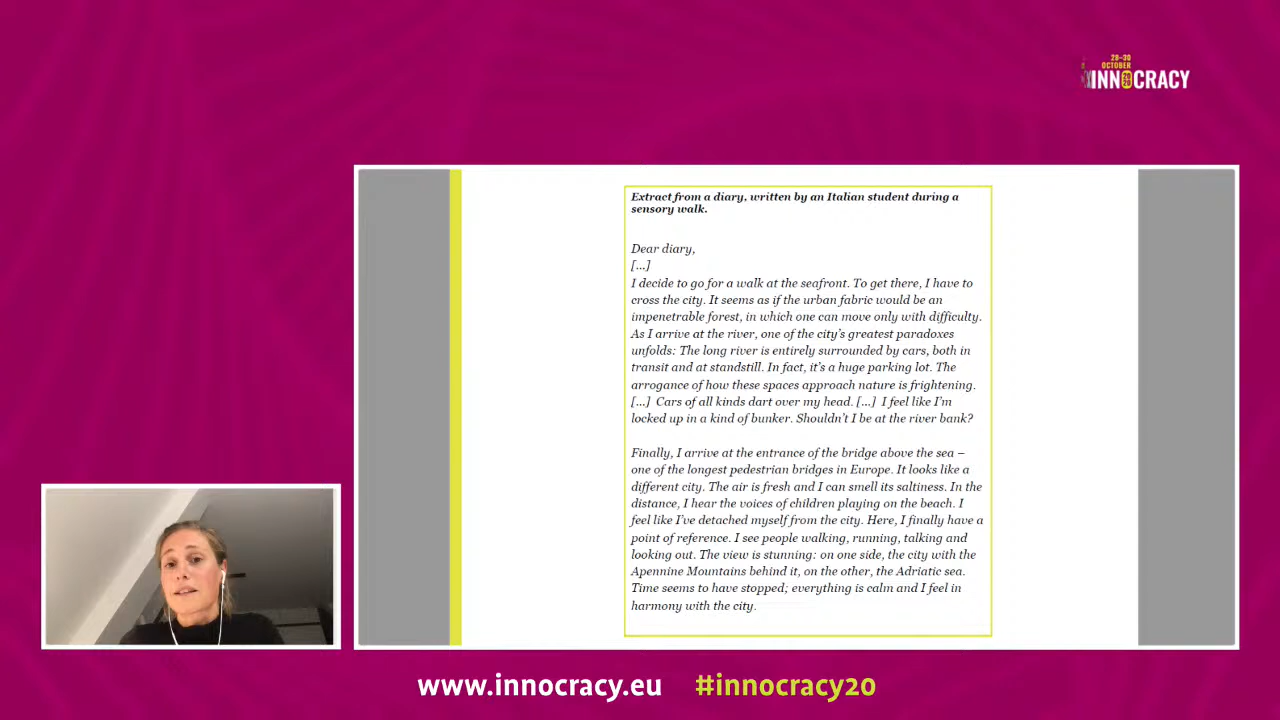 28–30
OCTOBER
INNOCRACY
Extract from a diary, written by an Italian student during a
sensory walk.
Dear diary,
[...]
I decide to go for a walk at the seafront. To get there, I have to
cross the city. It seems as if the urban fabric would be an
impenetrable forest, in which one can move only with difficulty.
As I arrive at the river, one of the city's greatest paradoxes
unfolds: The long river is entirely surrounded by cars, both in
transit and at standstill. In fact, it's a huge parking lot. The
arrogance of how these spaces approach nature is frightening.
[...] Cars of all kinds dart over my head. [...] I feel like I'm
locked up in a kind of bunker. Shouldn't I be at the river bank?
Finally, I arrive at the entrance of the bridge above the sea –
one of the longest pedestrian bridges in Europe. It looks like a
different city. The air is fresh and I can smell its saltiness. In the
distance, I hear the voices of children playing on the beach. I
feel like I've detached myself from the city. Here, I finally have a
point of reference. I see people walking, running, talking and
looking out. The view is stunning: on one side, the city with the
Apennine Mountains behind it, on the other, the Adriatic sea.
Time seems to have stopped; everything is calm and I feel in
harmony with the city.
www.innocracy.eu #innocracy20